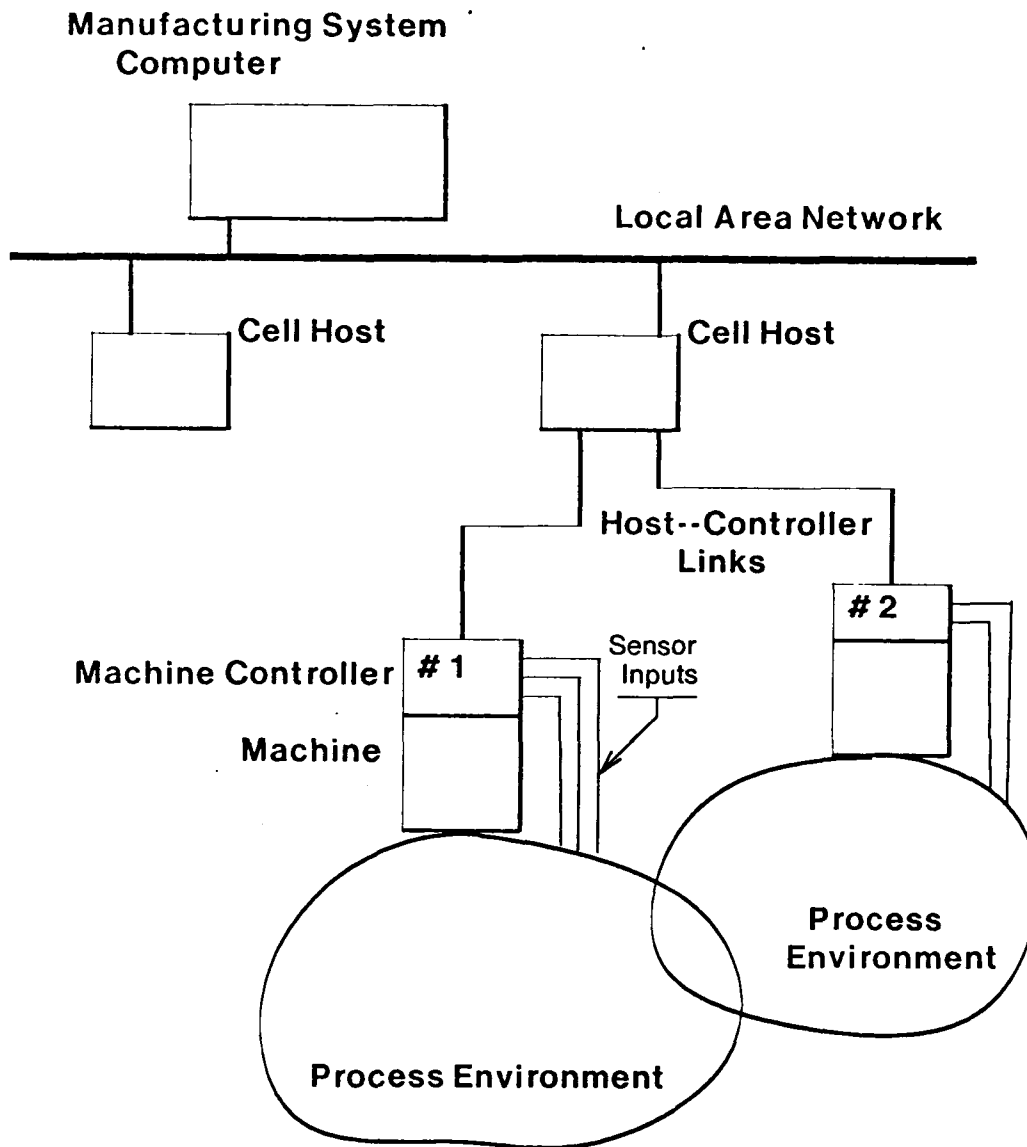 Manufacturing System
Computer
Local Area Network
Cell Host
Cell Host
Host--Controller
Links
# 2
Machine Controller
# 1
Sensor
Inputs
Machine
Process
Environment
Process Environment